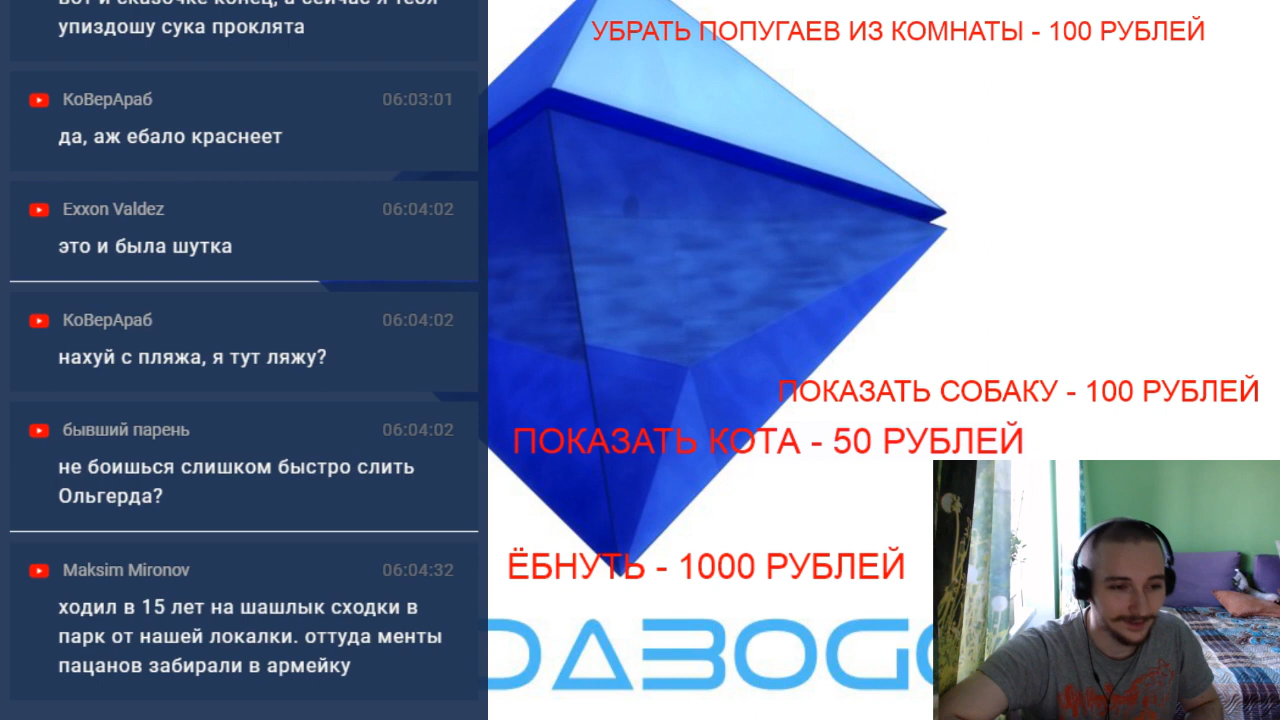 вот и сказочке конец, а сейчас я тебя
упиздошу сука проклята
КоВерАраб 06:03:01
да, аж ебало краснеет
Exxon Valdez 06:04:02
это и была шутка
КоВерАраб 06:04:02
нахуй с пляжа, я тут ляжу?
бывший парень 06:04:02
не боишься слишком быстро слить
Ольгерда?
Maksim Mironov 06:04:32
ходил в 15 лет на шашлык сходки в
парк от нашей локалки. оттуда менты
пацанов забирали в армейку
УБРАТЬ ПОПУГАЕВ ИЗ КОМНАТЫ - 100 РУБЛЕЙ
ПОКАЗАТЬ СОБАКУ - 100 РУБЛЕЙ
ПОКАЗАТЬ КОТА - 50 РУБЛЕЙ
ЁБНУТЬ - 1000 РУБЛЕЙ